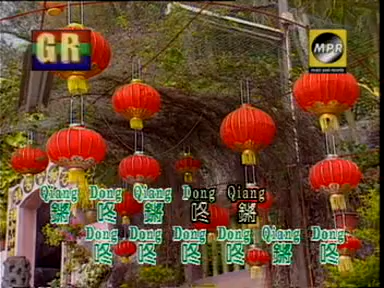 GR
MPR
Qiang Dong Qiang Dong Qiang
鏘 咚 鏘 咚 鏘
Dong Dong Dong Dong Qiang Dong
咚 咚 咚 咚 鏘 咚